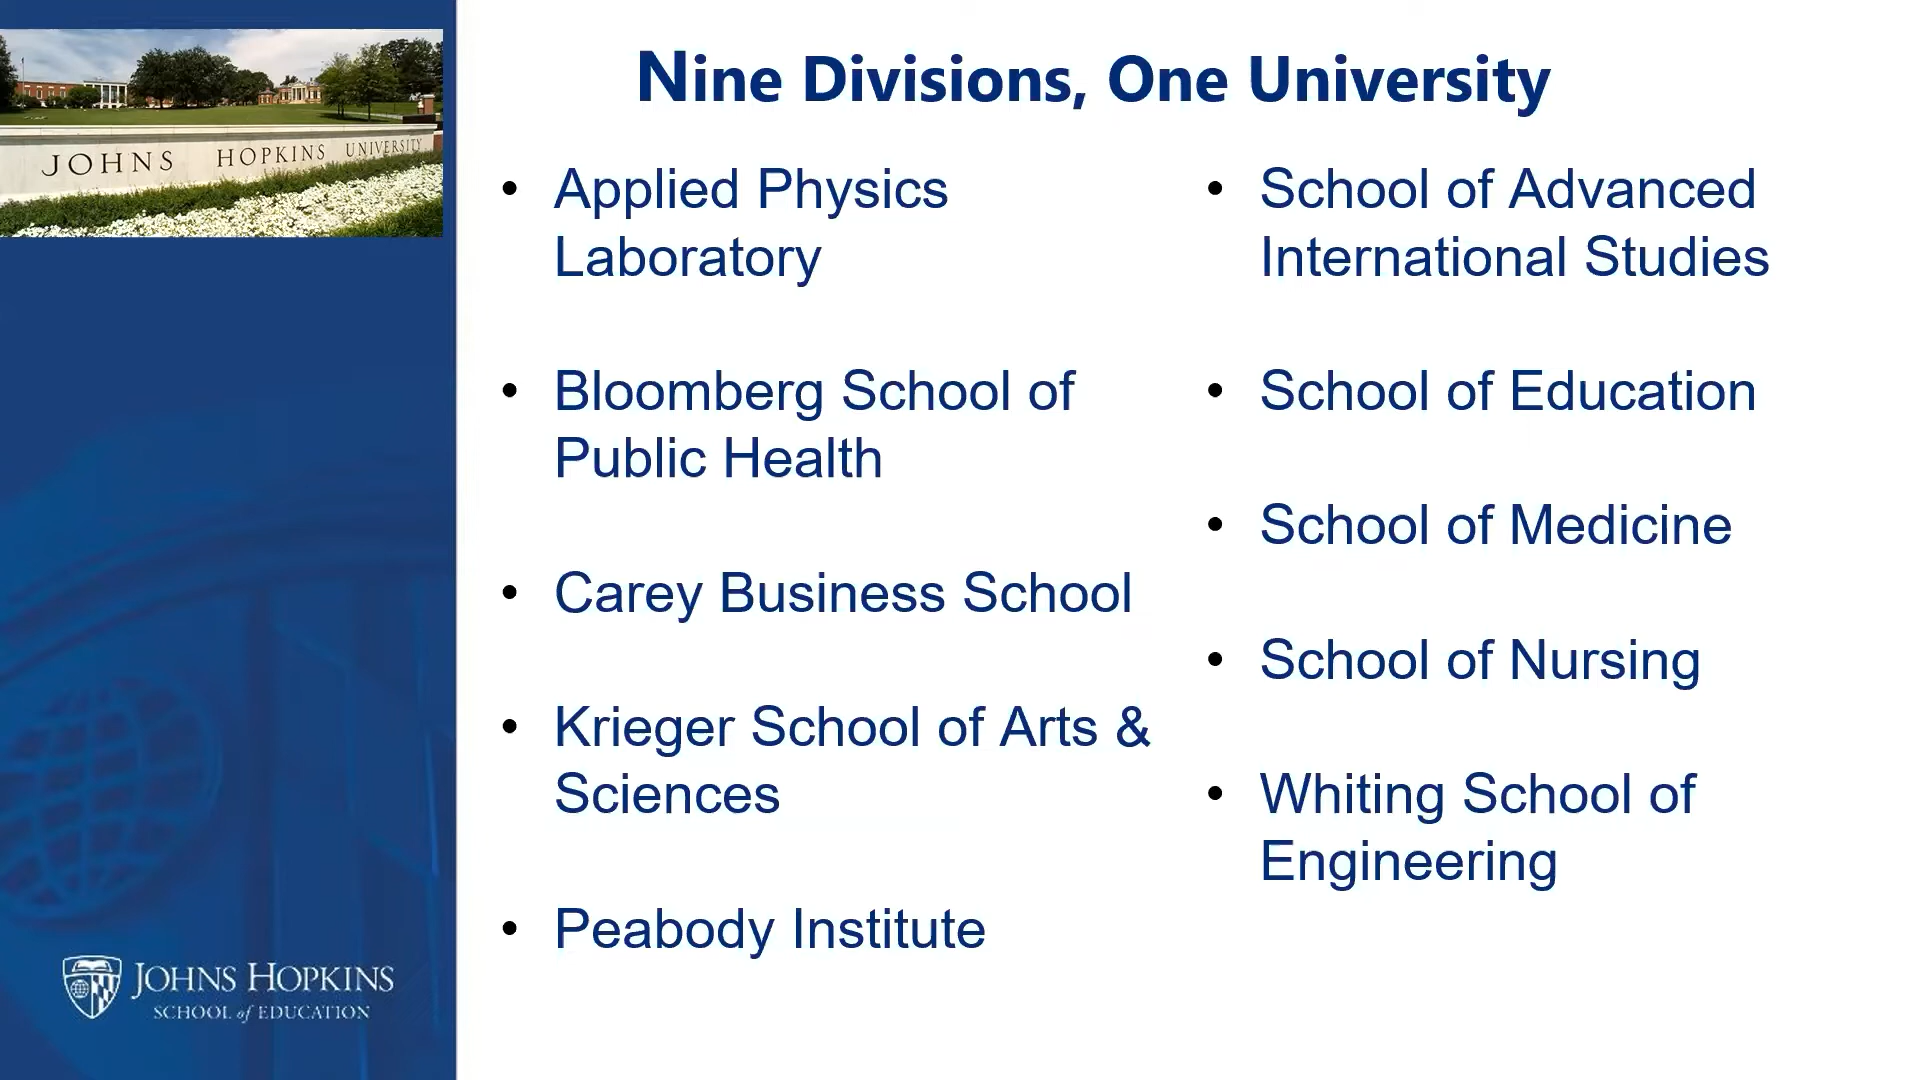 Nine Divisions, One University
JOHNS HOPKINS UNIVERSITY
• Applied Physics
Laboratory
• Bloomberg School of
Public Health
• Carey Business School
• Krieger School of Arts &
Sciences
• Peabody Institute
• School of Advanced
International Studies
• School of Education
• School of Medicine
• School of Nursing
• Whiting School of
Engineering
JOHNS HOPKINS
SCHOOL of EDUCATION